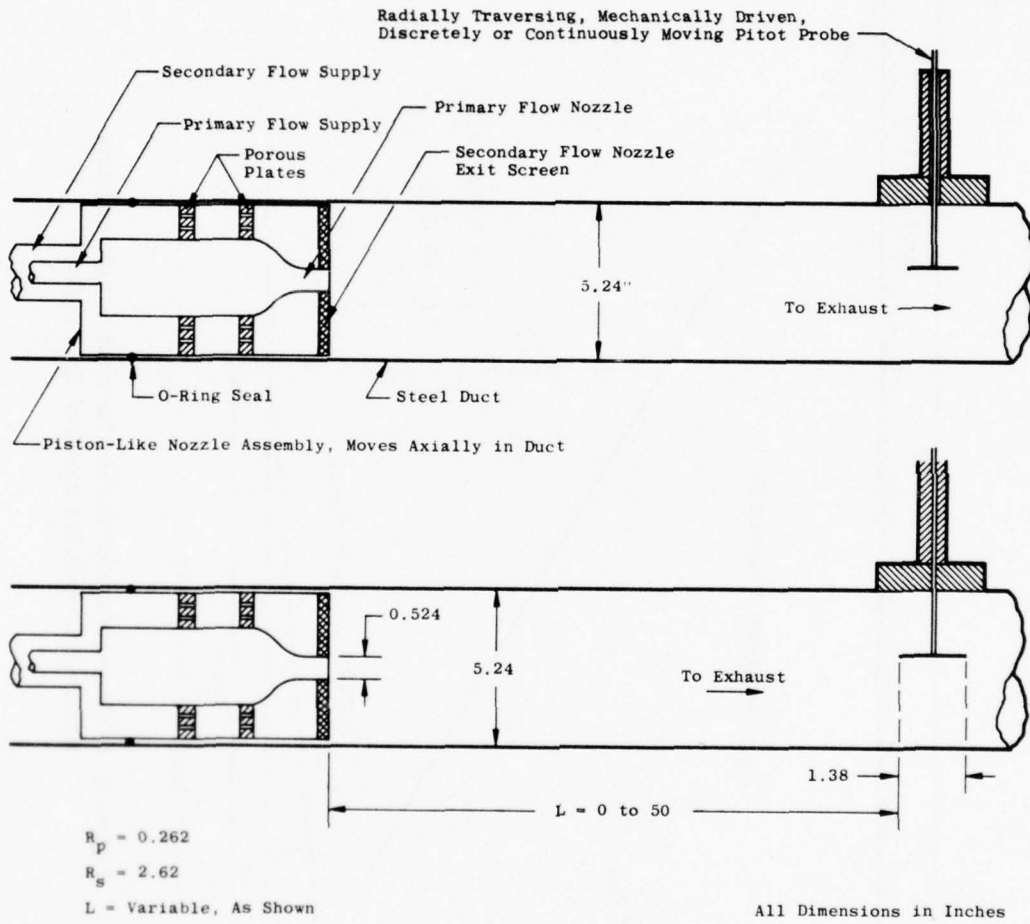 Radially Traversing, Mechanically Driven,
Discretely or Continuously Moving Pitot Probe
Secondary Flow Supply
Primary Flow Nozzle
Primary Flow Supply
Porous
Plates
Secondary Flow Nozzle
Exit Screen
5.24"
To Exhaust
O-Ring Seal
Steel Duct
Piston-Like Nozzle Assembly, Moves Axially in Duct
0.524
5.24
To Exhaust
1.38
L = 0 to 50
Rp = 0.262
Rs = 2.62
L = Variable, As Shown
All Dimensions in Inches